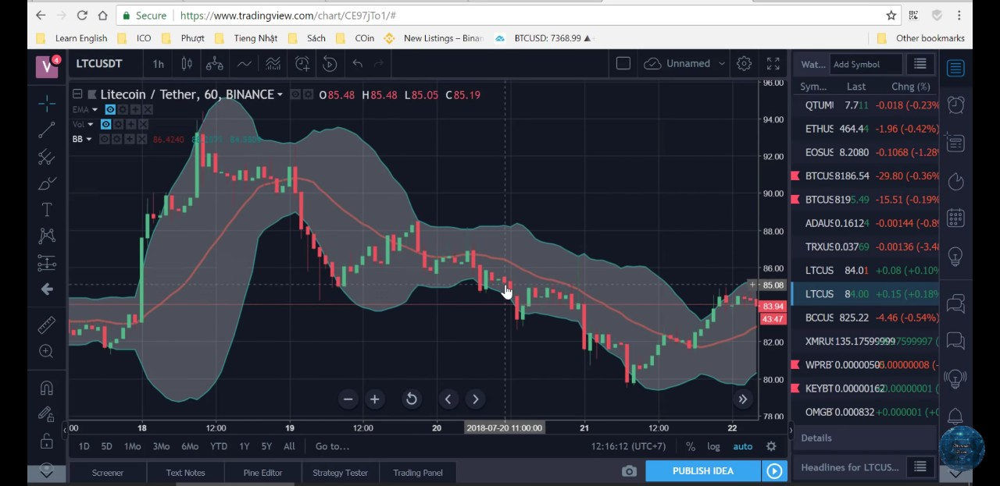 Secure https://www.tradingview.com/chart/CE97jTo1/#
Learn English ICO Phượt Tiếng Nhật Sách COin New Listings – Binan BTCUSD: 7368.99 ▲ Other bookmarks
V 4 LTCUSDT 1h Unnamed Wat... Add Symbol
Sym... Last Chng (%)
Litecoin / Tether, 60, BINANCE O85.48 H85.48 L85.05 C85.19
EMA
Vol
BB 86.4240
96.00
94.00
92.00
90.00
88.00
86.00
85.08
83.94
43:47
82.00
80.00
78.00
QTUMI 7.711 -0.018 (-0.23%
ETHUS 464.44 -1.96 (-0.42%)
EOSUS 8.2080 -0.1068 (-1.28
BTCUS 8186.54 -29.80 (-0.36%
BTCUS 8195.49 -15.51 (-0.19%
ADAUS 0.16124 -0.00144 (-0.8
TRXUS 0.03769 -0.00136 (-3.4
LTCUS 84.01 +0.08 (+0.10%
LTCUS 84.00 +0.15 (+0.18%
BCCUS 825.22 -4.46 (-0.54%)
XMRUS 135.17599999
WPRB 0.0000050
KEYBT 0.00000162
OMGB 0.000832 +0.000001 (+0
:00 18 12:00 19 12:00 20 2018-07-20 11:00:00 21 12:00 22
1D 5D 1Mo 3Mo 6Mo YTD 1Y 5Y All Go to... 12:16:12 (UTC+7) % log auto
Details
Screener Text Notes Pine Editor Strategy Tester Trading Panel PUBLISH IDEA
Headlines for LTCUS...